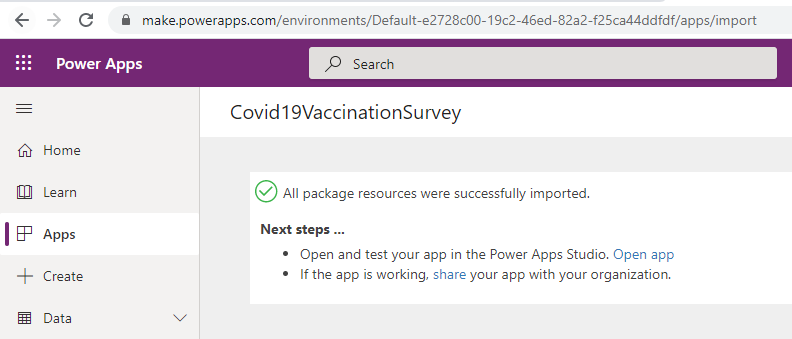 make.powerapps.com/environments/Default-e2728c00-19c2-46ed-82a2-f25ca44ddfdf/apps/import
Power Apps
Search
Covid19VaccinationSurvey
Home
Learn
Apps
Create
Data
All package resources were successfully imported.
Next steps ...
• Open and test your app in the Power Apps Studio. Open app
• If the app is working, share your app with your organization.